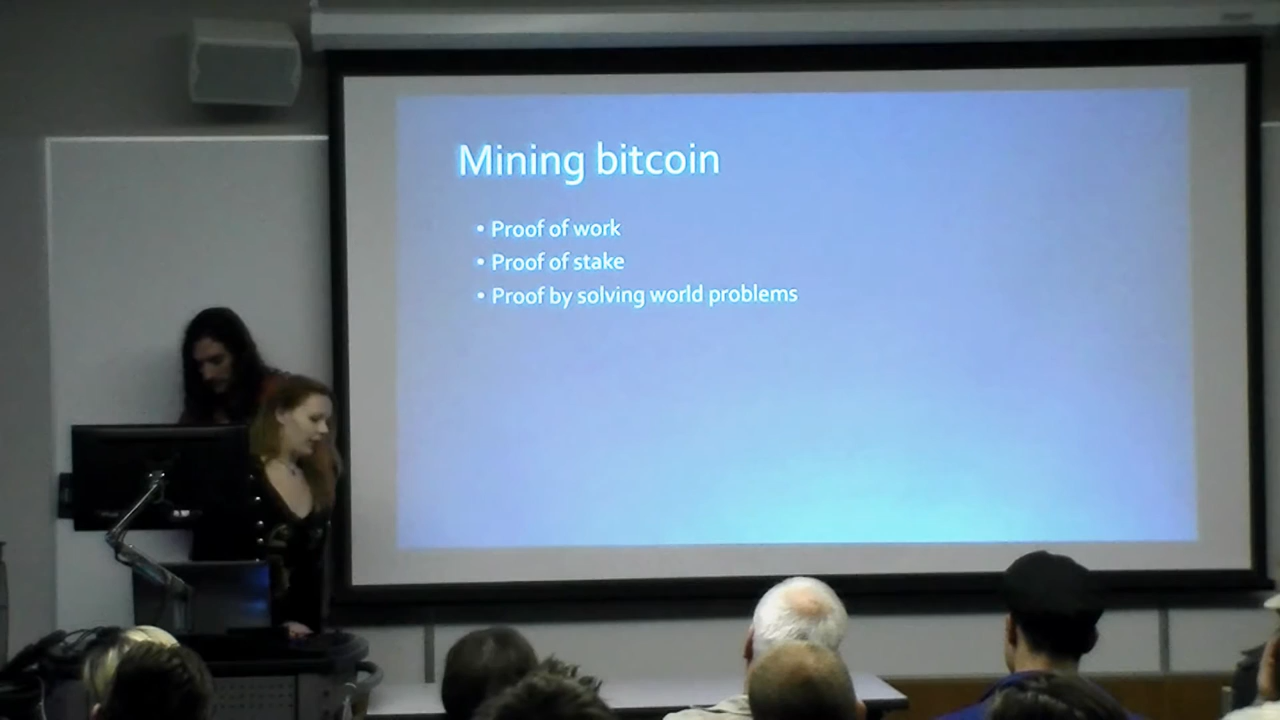 Mining bitcoin
• Proof of work
• Proof of stake
• Proof by solving world problems